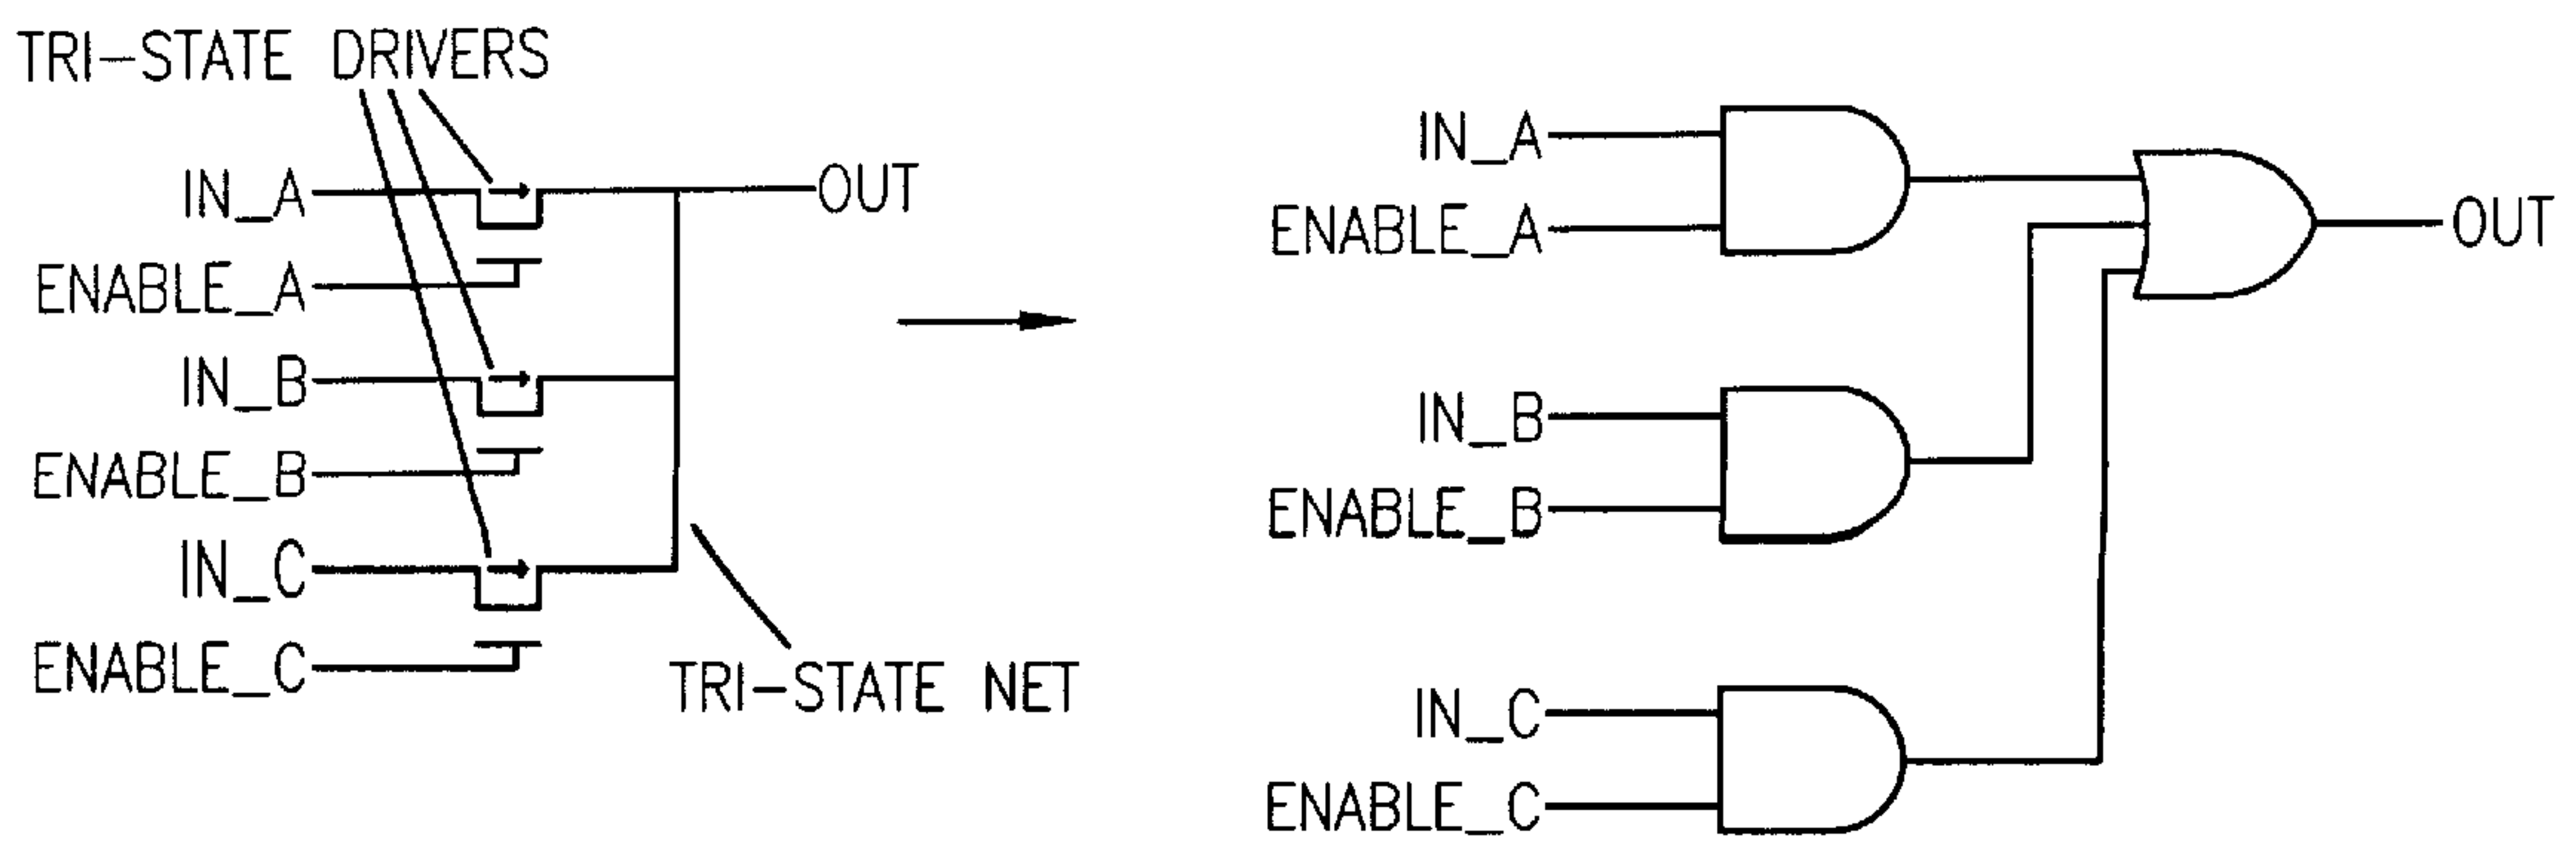 TRI-STATE DRIVERS
IN_A
OUT
ENABLE_A
IN_B
ENABLE_B
IN_C
ENABLE_C
TRI-STATE NET
IN_A
ENABLE_A
OUT
IN_B
ENABLE_B
IN_C
ENABLE_C